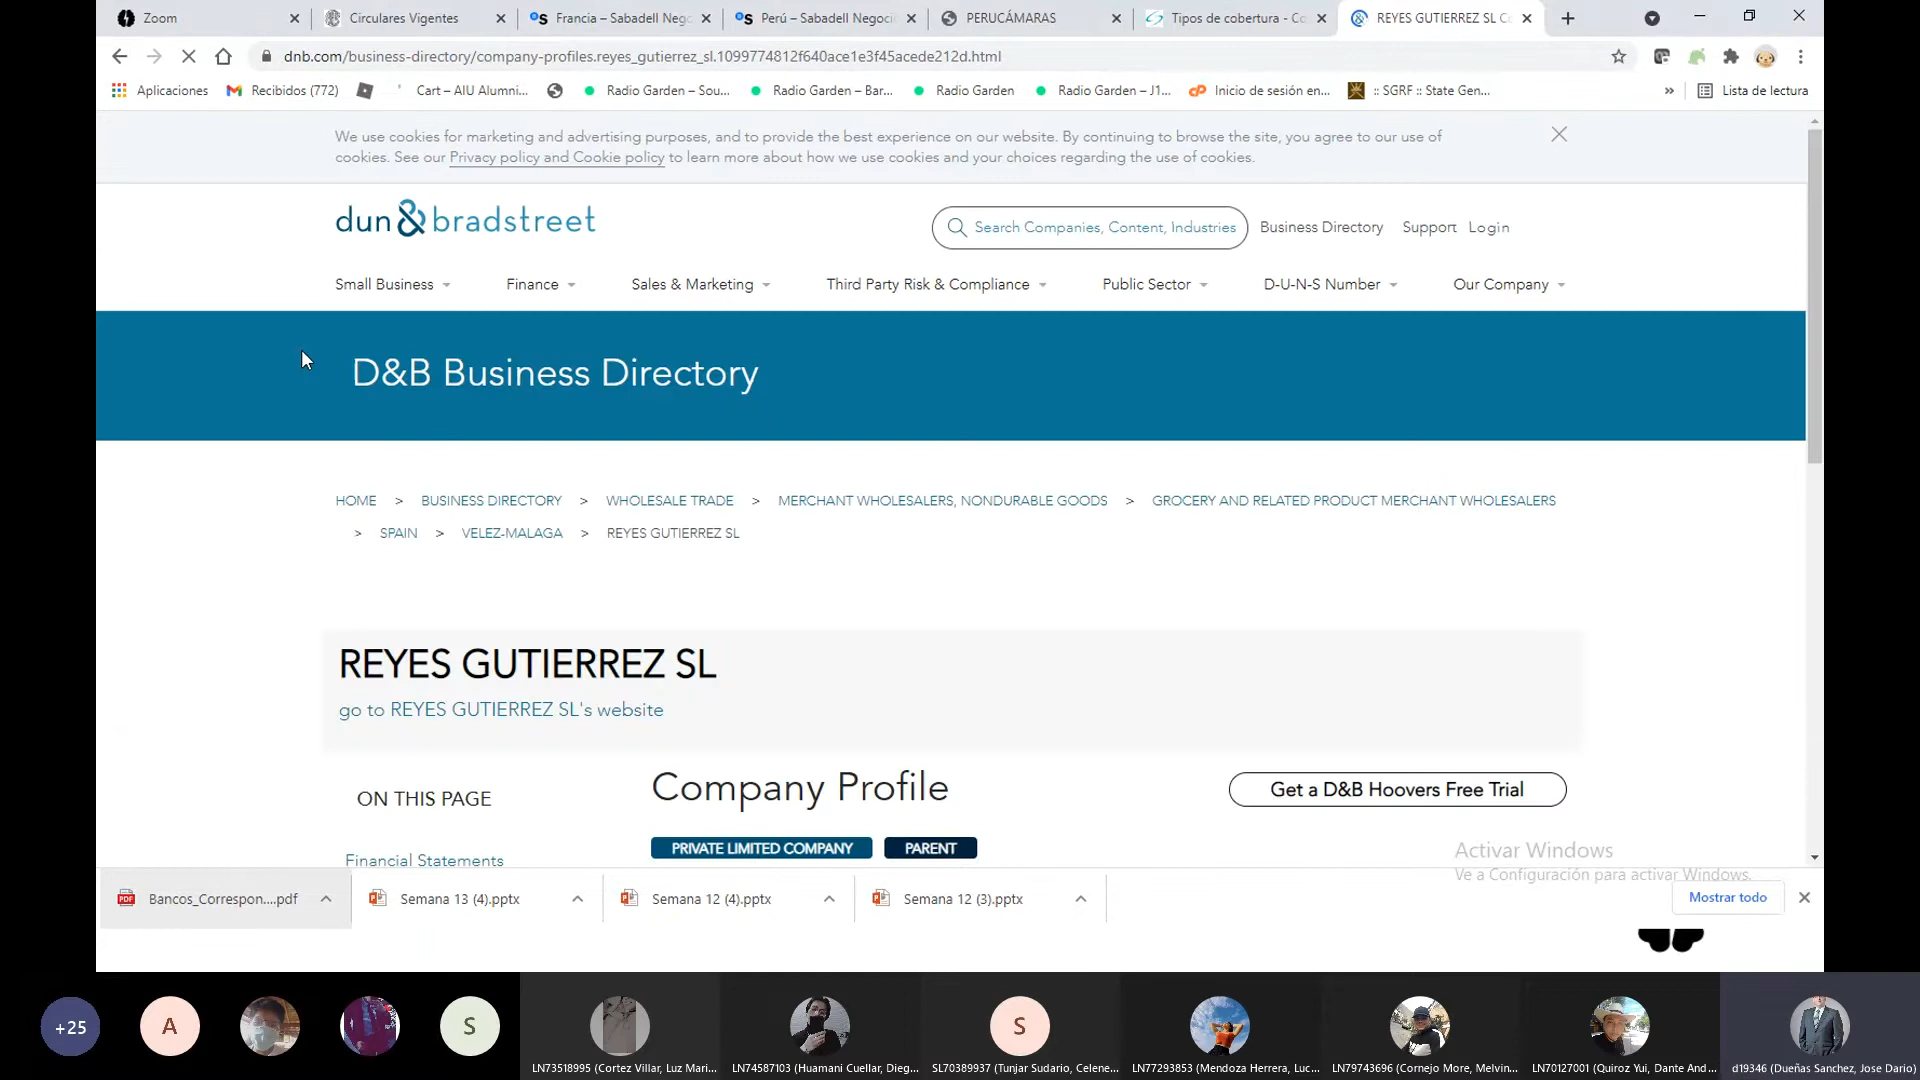 Zoom
Circulares Vigentes
Francia – Sabadell Nego
Perú – Sabadell Negoci
PERUCÁMARAS
Tipos de cobertura - Co
REYES GUTIERREZ SL Co
dnb.com/business-directory/company-profiles.reyes_gutierrez_sl.1099774812f640ace1e3f45acede212d.html
Aplicaciones
Recibidos (772)
Cart – AIU Alumni...
Radio Garden – Sou...
Radio Garden – Bar...
Radio Garden
Radio Garden – J1...
Inicio de sesión en...
:: SGRF :: State Gen...
»
Lista de lectura
We use cookies for marketing and advertising purposes, and to provide the best experience on our website. By continuing to browse the site, you agree to our use of
cookies. See our Privacy policy and Cookie policy to learn more about how we use cookies and your choices regarding the use of cookies.
dun & bradstreet
Search Companies, Content, Industries
Business Directory
Support
Login
Small Business
Finance
Sales & Marketing
Third Party Risk & Compliance
Public Sector
D-U-N-S Number
Our Company
D&B Business Directory
HOME > BUSINESS DIRECTORY > WHOLESALE TRADE > MERCHANT WHOLESALERS, NONDURABLE GOODS > GROCERY AND RELATED PRODUCT MERCHANT WHOLESALERS
> SPAIN > VELEZ-MALAGA > REYES GUTIERREZ SL
REYES GUTIERREZ SL
go to REYES GUTIERREZ SL's website
ON THIS PAGE
Company Profile
Get a D&B Hoovers Free Trial
PRIVATE LIMITED COMPANY
PARENT
Financial Statements
Activar Windows
Ve a Configuración para activar Windows.
Bancos_Correspon....pdf
Semana 13 (4).pptx
Semana 12 (4).pptx
Semana 12 (3).pptx
Mostrar todo
+25
A
S
S
LN73518995 (Cortez Villar, Luz Mari...
LN74587103 (Huamani Cuellar, Dieg...
SL70389937 (Tunjar Sudario, Celene...
LN77293853 (Mendoza Herrera, Luc...
LN79743696 (Cornejo More, Melvin...
LN70127001 (Quiroz Yui, Dante And...
d19346 (Dueñas Sanchez, Jose Dario)